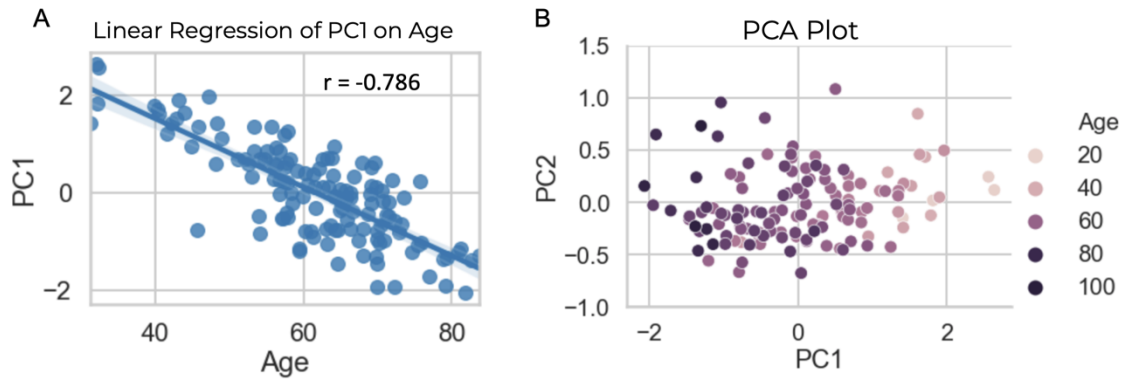 A
Linear Regression of PC1 on Age
r = -0.786
2
0
−2
PC1
40
60
80
Age
B
PCA Plot
1.5
1.0
0.5
0.0
−0.5
−1.0
PC2
−2
0
2
PC1
Age
20
40
60
80
100